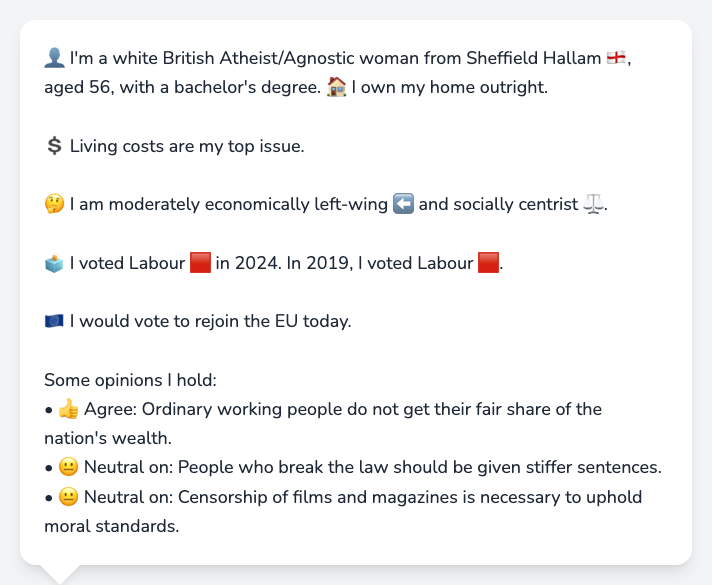 👤 I'm a white British Atheist/Agnostic woman from Sheffield Hallam 🏴󠁧󠁢󠁥󠁮󠁧󠁿,
aged 56, with a bachelor's degree. 🏠 I own my home outright.
💲 Living costs are my top issue.
🤔 I am moderately economically left-wing ⬅️ and socially centrist ⚖️.
🗳️ I voted Labour 🟥 in 2024. In 2019, I voted Labour 🟥.
🇪🇺 I would vote to rejoin the EU today.
Some opinions I hold:
• 👍 Agree: Ordinary working people do not get their fair share of the
nation's wealth.
• 😐 Neutral on: People who break the law should be given stiffer sentences.
• 😐 Neutral on: Censorship of films and magazines is necessary to uphold
moral standards.